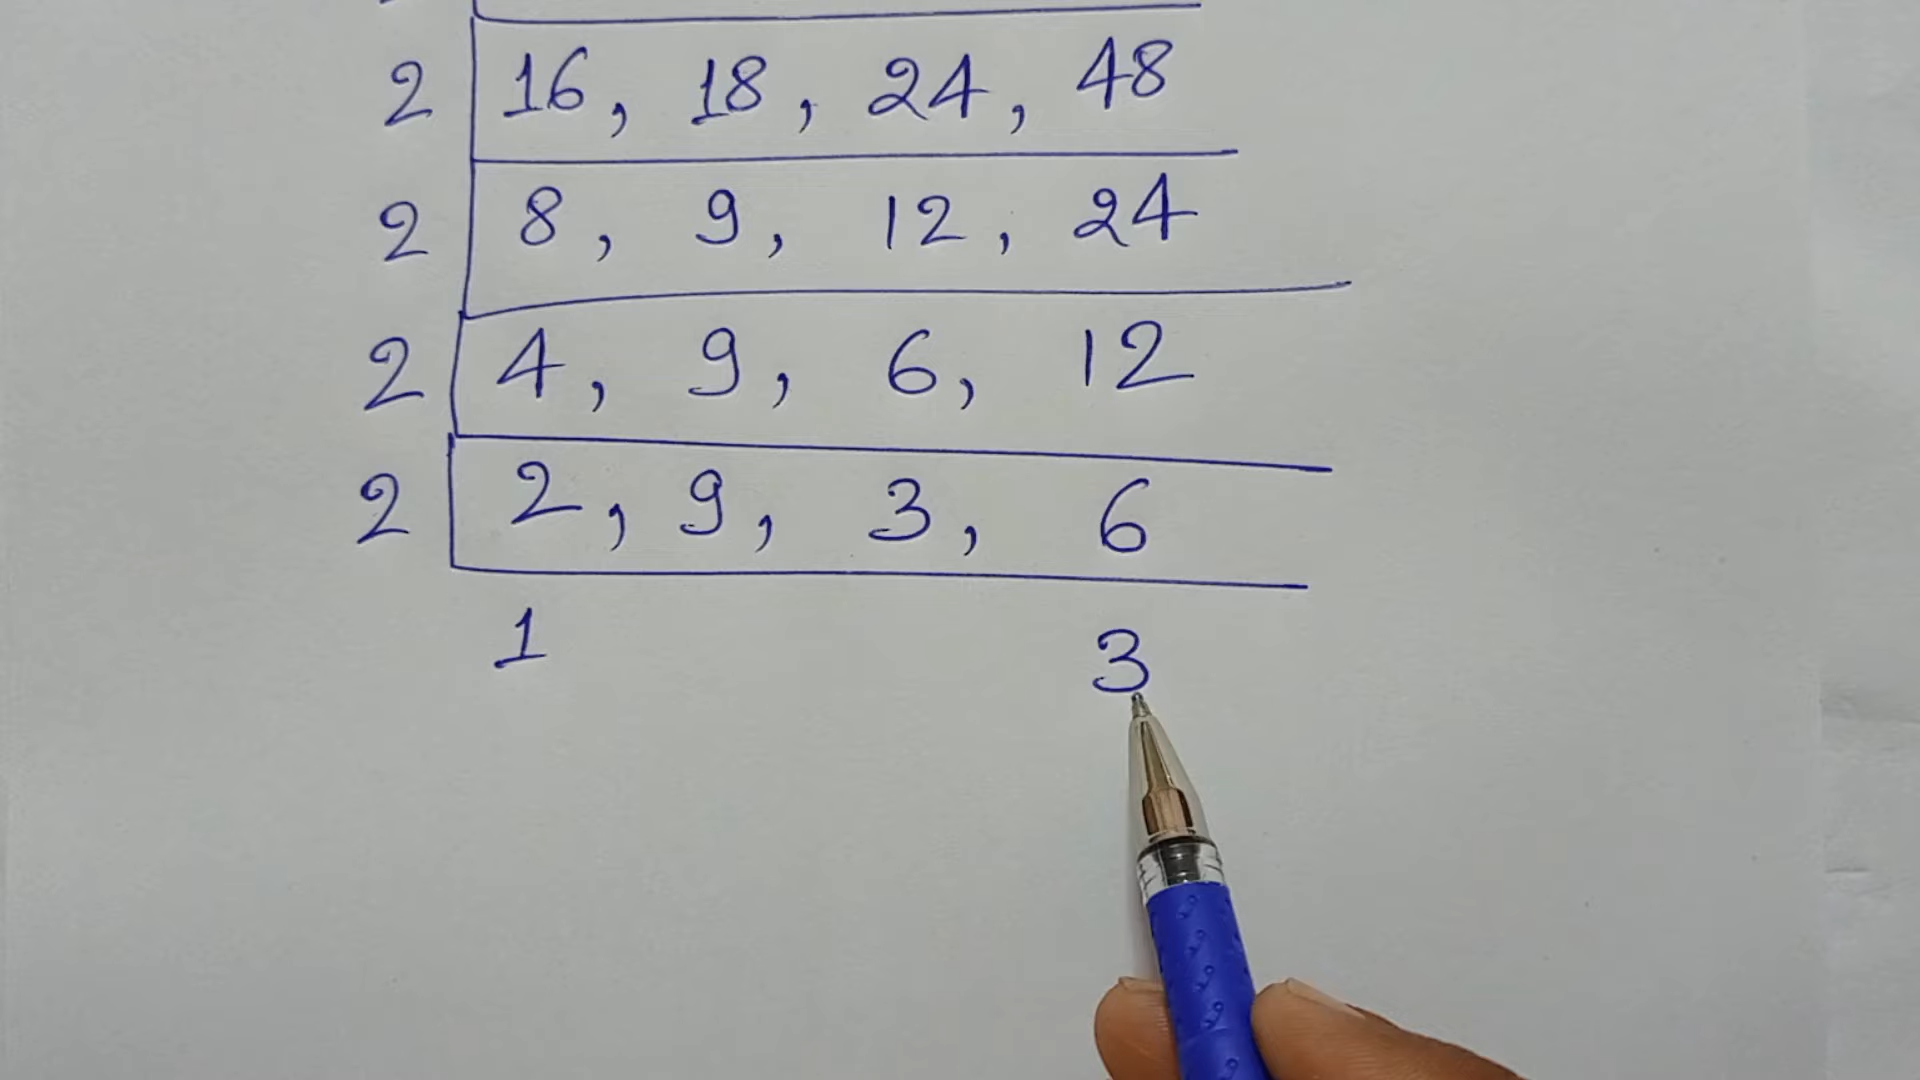 2 | 16, 18, 24, 48
2 | 8, 9, 12, 24
2 | 4, 9, 6, 12
2 | 2, 9, 3, 6
1 3